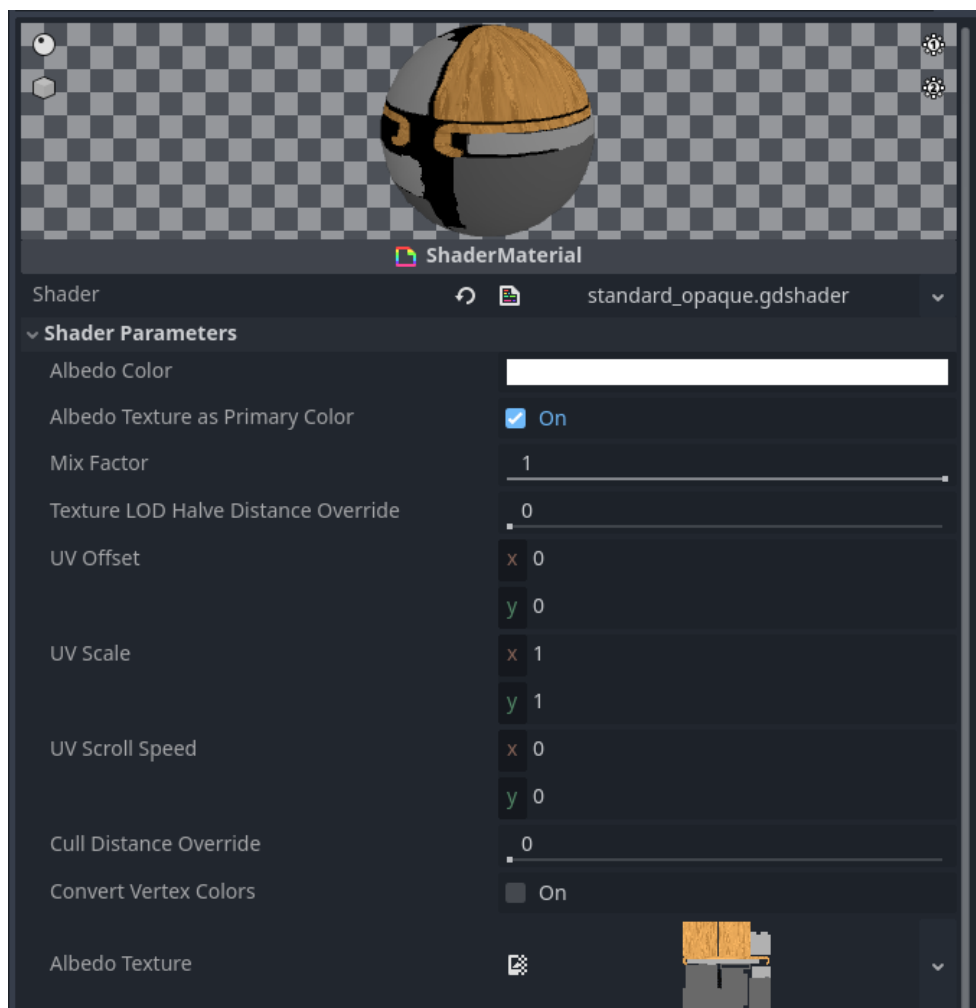 1
2
ShaderMaterial
Shader standard_opaque.gdshader
Shader Parameters
Albedo Color
Albedo Texture as Primary Color On
Mix Factor 1
Texture LOD Halve Distance Override 0
UV Offset x 0
y 0
UV Scale x 1
y 1
UV Scroll Speed x 0
y 0
Cull Distance Override 0
Convert Vertex Colors On
Albedo Texture